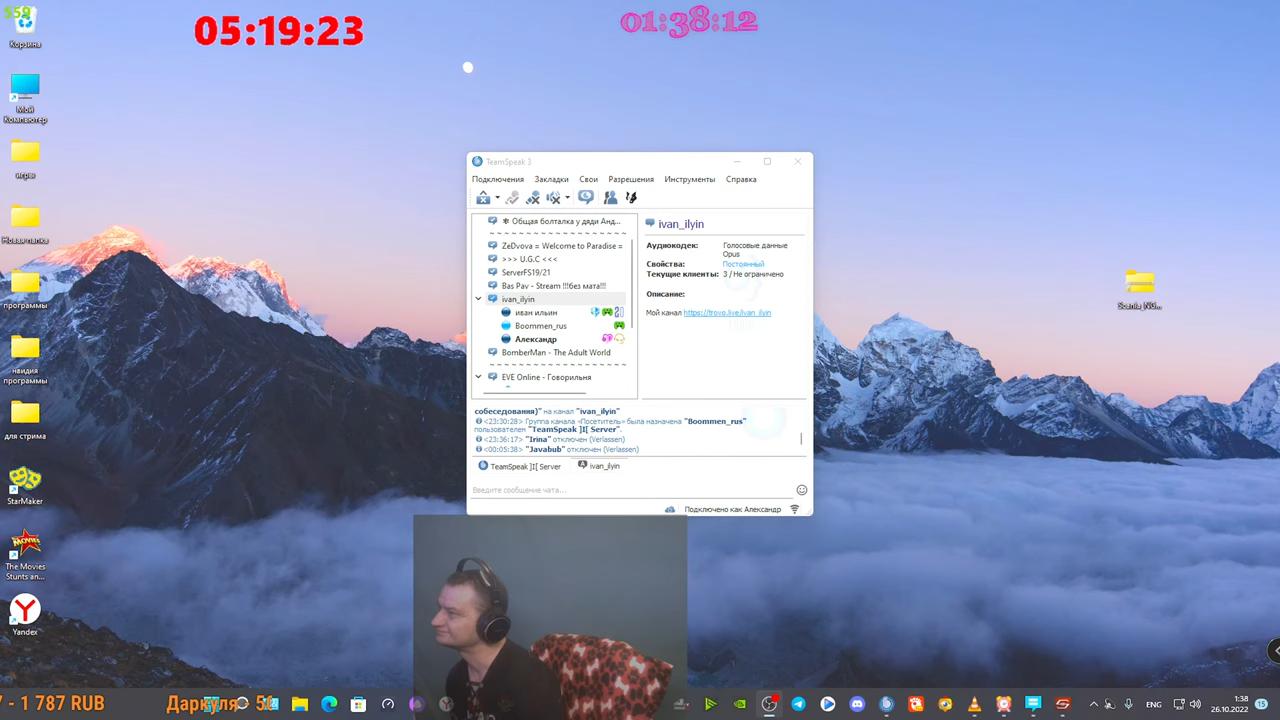 05:19:23
01:38:12
Корзина
Мой
Компьютер
игры
Новая папка
программы
нвидия
программы
для стрима
StarMaker
The Movies
Stunts an...
Yandex
TeamSpeak 3
Подключения Закладки Свои Разрешения Инструменты Справка
Общая болталка у дяди Анд...
~ ~ ~ ~ ~ ~ ~ ~ ~ ~ ~ ~ ~ ~ ~ ~
ZeDvova = Welcome to Paradise =
>>> U.G.C <<<
ServerFS19/21
Bas Pav - Stream !!!без мата!!!
ivan_ilyin
иван ильин
Boommen_rus
Александр
BomberMan - The Adult World
~ ~ ~ ~ ~ ~ ~ ~ ~ ~ ~ ~ ~ ~ ~ ~
EVE Online - Говорильня
ivan_ilyin
Аудиокодек: Голосовые данные
Opus
Свойства: Постоянный
Текущие клиенты: 3 / Не ограничено
Описание:
Мой канал https://trovo.live/ivan_ilyin
собеседования)" на канал "ivan_ilyin"
<23:30:28> Группа канала «Посетитель» была назначена "Boommen_rus"
пользователен "TeamSpeak ]I[ Server".
<23:36:17> "Irina" отключен (Verlassen)
<00:05:38> "Javabub" отключен (Verlassen)
TeamSpeak ]I[ Server ivan_ilyin
Введите сообщение чата...
Подключено как Александр
- 1 787 RUB
Даркуля - 5
ENG
1:38
26.10.2022
15